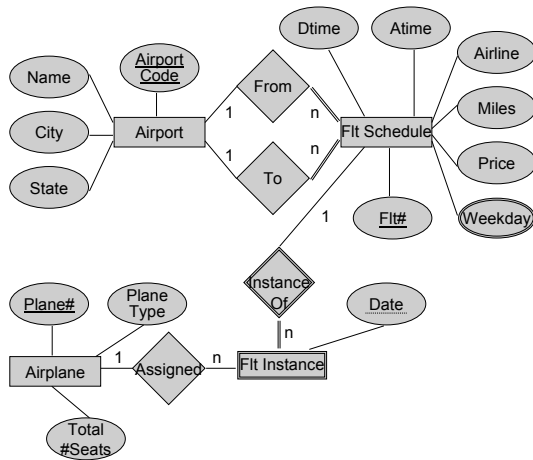 Dtime
Atime
Airport
Code
Name
From
Airline
1
n
Miles
City
Airport
Flt Schedule
1
n
Price
State
To
1
Flt#
Weekday
Instance
Of
Plane#
Plane
Type
Date
n
1
n
Airplane
Assigned
Flt Instance
Total
#Seats